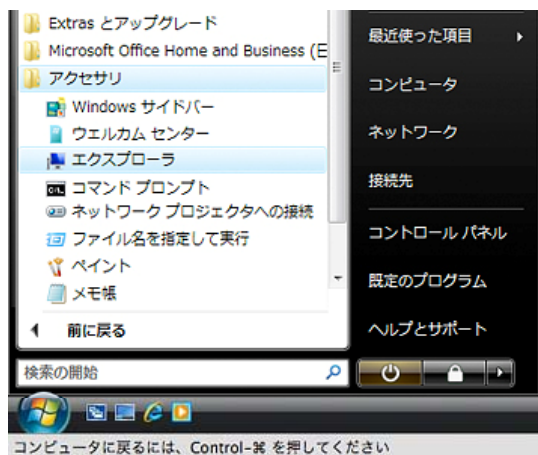 Extras とアップグレード
Microsoft Office Home and Business (E
アクセサリ
Windows サイドバー
ウェルカム センター
エクスプローラ
コマンド プロンプト
ネットワーク プロジェクタへの接続
ファイル名を指定して実行
ペイント
メモ帳
前に戻る
検索の開始
最近使った項目
コンピュータ
ネットワーク
接続先
コントロール パネル
既定のプログラム
ヘルプとサポート
コンピュータに戻るには、Control-⌘ を押してください